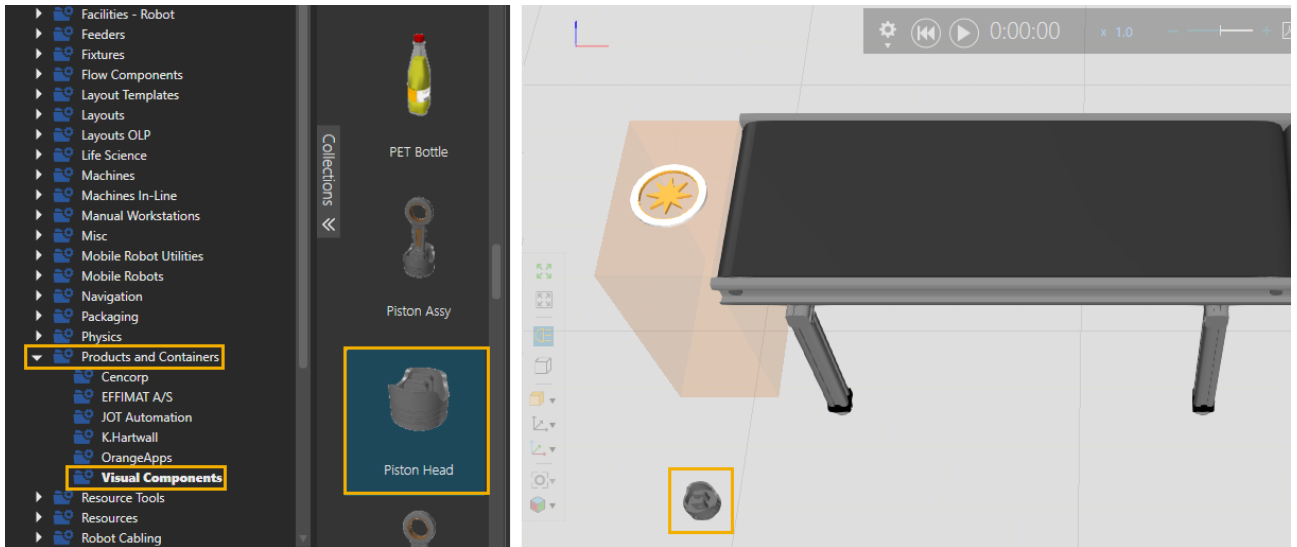 Facilities - Robot
Feeders
Fixtures
Flow Components
Layout Templates
Layouts
Layouts OLP
Life Science
Machines
Machines In-Line
Manual Workstations
Misc
Mobile Robot Utilities
Mobile Robots
Navigation
Packaging
Physics
Products and Containers
Cencorp
EFFIMAT A/S
JOT Automation
K.Hartwall
OrangeApps
Visual Components
Resource Tools
Resources
Robot Cabling
Collections
PET Bottle
Piston Assy
Piston Head
0:00:00
x 1.0